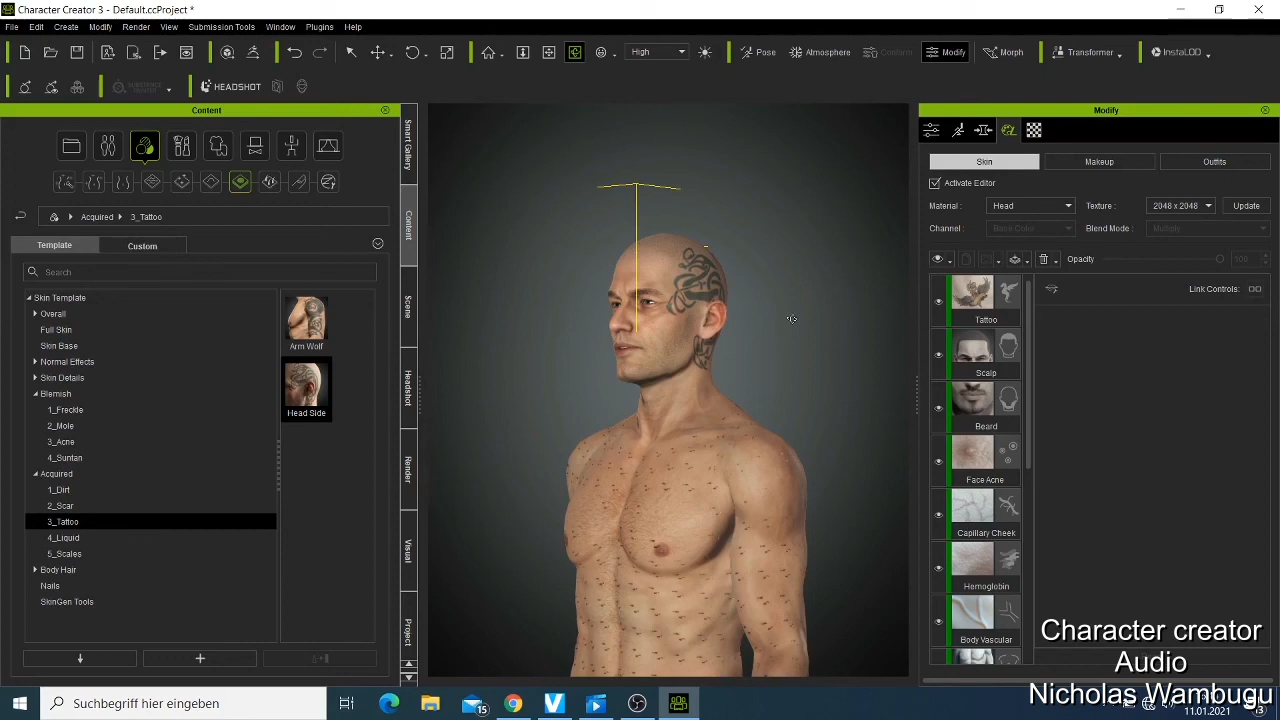 Character Creator 3 - Default.ccProject *
File Edit Create Modify Render Submission Tools Window Plugins Help
High Pose Atmosphere Conform Modify Morph Transformer InstaLOD
SUBSTANCE PAINTER HEADSHOT
Content
Smart Gallery
Content
Scene
Headshot
Render
Visual
Project
Acquired 3_Tattoo
Template Custom
Search
Skin Template
Overall
Full Skin
Skin Base
Normal Effects
Skin Details
Blemish
1_Freckle
2_Mole
3_Acne
4_Suntan
Acquired
1_Dirt
2_Scar
3_Tattoo
4_Liquid
5_Scales
Body Hair
Nails
SkinGen Tools
Arm Wolf
Head Side
Modify
Skin Makeup Outfits
Activate Editor
Material: Head Texture: 2048 x 2048 Update
Channel: Base Color Blend Mode: Multiply
Opacity 100
Link Controls:
Tattoo
Scalp
Beard
Face Acne
Capillary Cheek
Hemoglobin
Body Vascular
Character creator
Audio
Nicholas Wambugu
Suchbegriff hier eingeben
15
11.01.2021